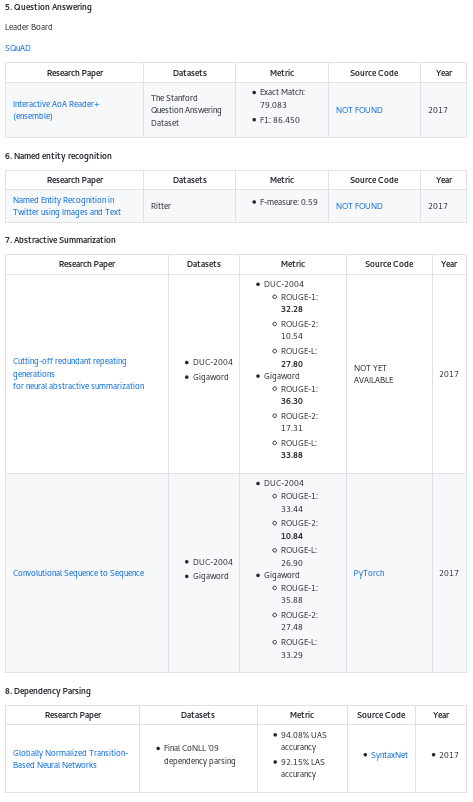 5. Question Answering
Leader Board
SQuAD
Research Paper Datasets Metric Source Code Year
Interactive AoA Reader+
(ensemble)
The Stanford
Question Answering
Dataset
• Exact Match:
79.083
• F1: 86.450
NOT FOUND
2017
6. Named entity recognition
Research Paper Datasets Metric Source Code Year
Named Entity Recognition in
Twitter using Images and Text
Ritter
• F-measure: 0.59
NOT FOUND
2017
7. Abstractive Summarization
Research Paper Datasets Metric Source Code Year
Cutting-off redundant repeating
generations
for neural abstractive summarization
• DUC-2004
• Gigaword
• DUC-2004
○ ROUGE-1:
32.28
○ ROUGE-2:
10.54
○ ROUGE-L:
27.80
• Gigaword
○ ROUGE-1:
36.30
○ ROUGE-2:
17.31
○ ROUGE-L:
33.88
NOT YET
AVAILABLE
2017
Convolutional Sequence to Sequence
• DUC-2004
• Gigaword
• DUC-2004
○ ROUGE-1:
33.44
○ ROUGE-2:
10.84
○ ROUGE-L:
26.90
• Gigaword
○ ROUGE-1:
35.88
○ ROUGE-2:
27.48
○ ROUGE-L:
33.29
PyTorch
2017
8. Dependency Parsing
Research Paper Datasets Metric Source Code Year
Globally Normalized Transition-
Based Neural Networks
• Final CoNLL '09
dependency parsing
• 94.08% UAS
accurancy
• 92.15% LAS
accurancy
• SyntaxNet
• 2017